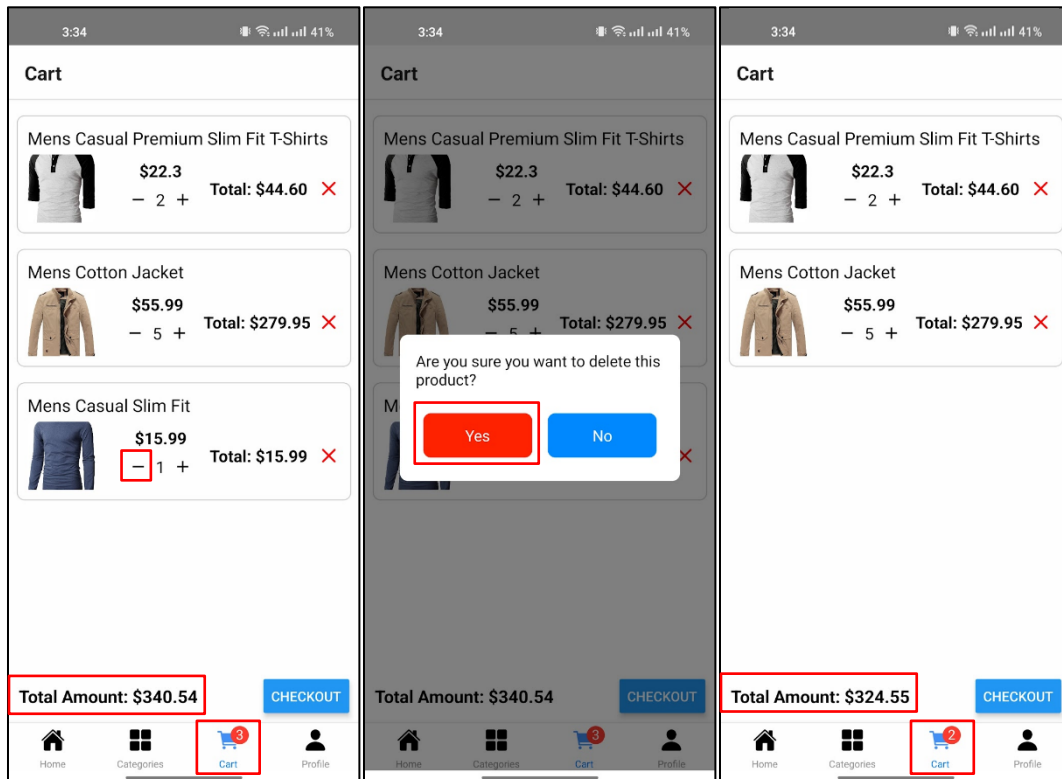 3:34
41%
Cart
Mens Casual Premium Slim Fit T-Shirts
$22.3
Total: $44.60 ×
− 2 +
Mens Cotton Jacket
$55.99
Total: $279.95 ×
− 5 +
Mens Casual Slim Fit
$15.99
Total: $15.99 ×
− 1 +
Total Amount: $340.54
CHECKOUT
3
Home Categories Cart Profile
3:34
41%
Cart
Mens Casual Premium Slim Fit T-Shirts
$22.3
Total: $44.60 ×
− 2 +
Mens Cotton Jacket
$55.99
Total: $279.95 ×
− 5 +
Are you sure you want to delete this
product?
M
Yes No
×
Total Amount: $340.54
CHECKOUT
3
Home Categories Cart Profile
3:34
41%
Cart
Mens Casual Premium Slim Fit T-Shirts
$22.3
Total: $44.60 ×
− 2 +
Mens Cotton Jacket
$55.99
Total: $279.95 ×
− 5 +
Total Amount: $324.55
CHECKOUT
2
Home Categories Cart Profile